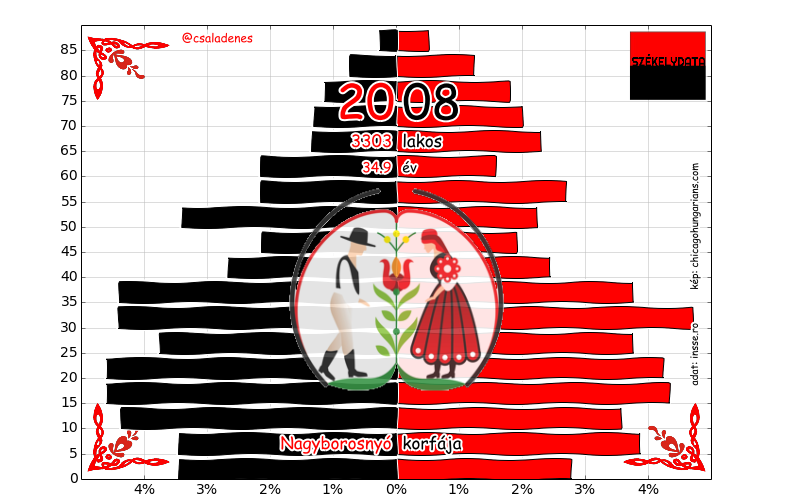 @csaladenes
SZÉKELYDATA
2008
3303 lakos
34.9 év
kép: chicagohungarians.com
adat: insse.ro
Nagyborosnyó korfája
85
80
75
70
65
60
55
50
45
40
35
30
25
20
15
10
5
0
4% 3% 2% 1% 0% 1% 2% 3% 4%